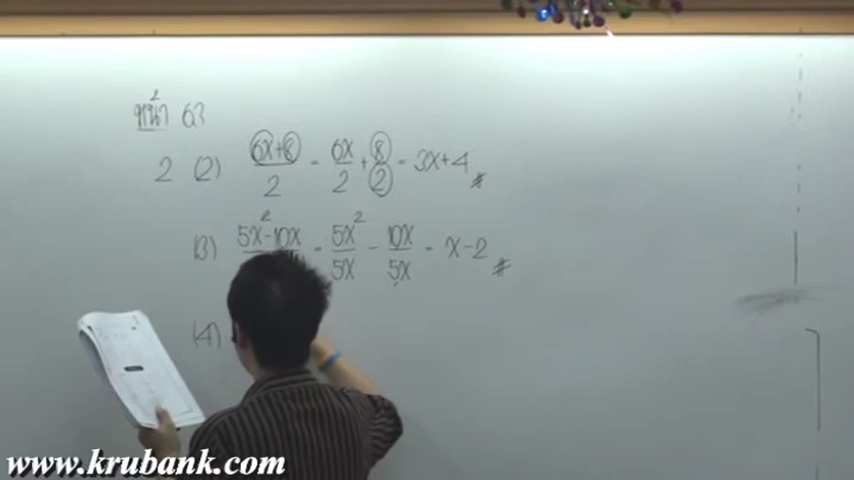 หน้า 63
2 (2) (6x+8)/2 = 6x/2 + 8/2 = 3x+4 #
(3) 5x²-10x = 5x²/5x - 10x/5x = x-2 #
(4)
www.krubank.com